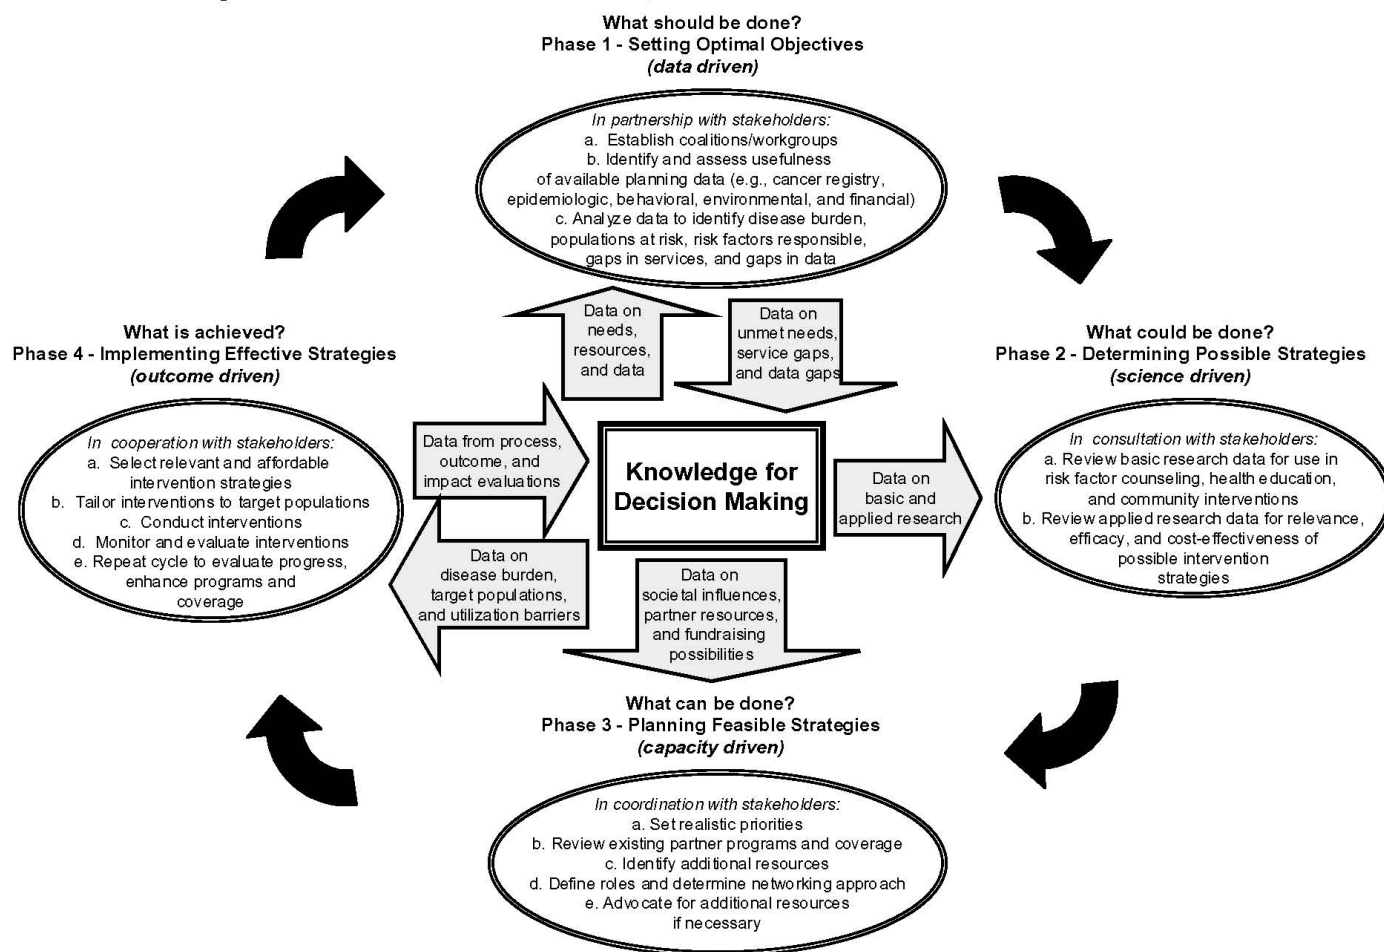 What should be done?
Phase 1 - Setting Optimal Objectives
(data driven)
In partnership with stakeholders:
a. Establish coalitions/workgroups
b. Identify and assess usefulness
of available planning data (e.g., cancer registry,
epidemiologic, behavioral, environmental, and financial)
c. Analyze data to identify disease burden,
populations at risk, risk factors responsible,
gaps in services, and gaps in data
Data on
needs,
resources,
and data
Data on
unmet needs,
service gaps,
and data gaps
What is achieved?
Phase 4 - Implementing Effective Strategies
(outcome driven)
In cooperation with stakeholders:
a. Select relevant and affordable
intervention strategies
b. Tailor interventions to target populations
c. Conduct interventions
d. Monitor and evaluate interventions
e. Repeat cycle to evaluate progress,
enhance programs and
coverage
Data from process,
outcome, and
impact evaluations
Data on
disease burden,
target populations,
and utilization barriers
Knowledge for
Decision Making
Data on
basic and
applied research
What could be done?
Phase 2 - Determining Possible Strategies
(science driven)
In consultation with stakeholders:
a. Review basic research data for use in
risk factor counseling, health education,
and community interventions
b. Review applied research data for relevance,
efficacy, and cost-effectiveness of
possible intervention
strategies
Data on
societal influences,
partner resources,
and fundraising
possibilities
What can be done?
Phase 3 - Planning Feasible Strategies
(capacity driven)
In coordination with stakeholders:
a. Set realistic priorities
b. Review existing partner programs and coverage
c. Identify additional resources
d. Define roles and determine networking approach
e. Advocate for additional resources
if necessary